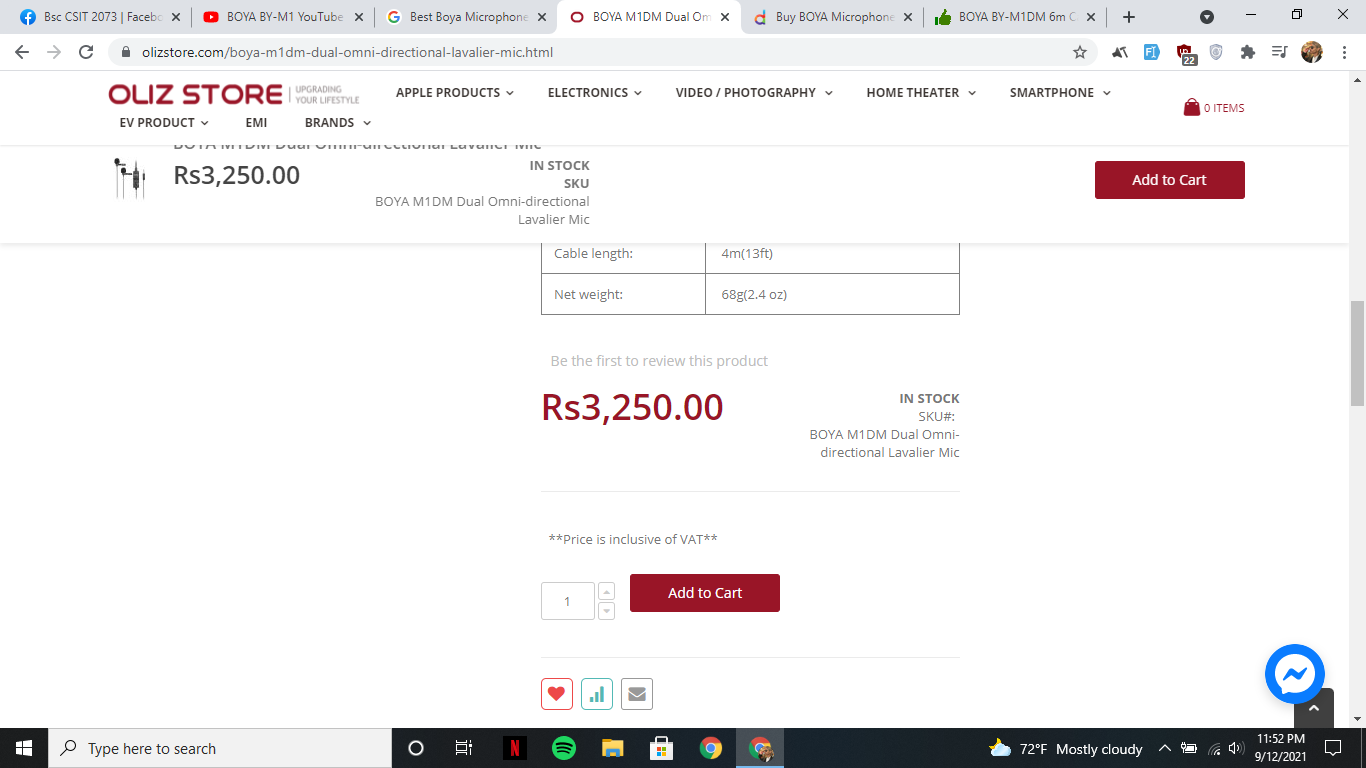 Bsc CSIT 2073 | Facebo
BOYA BY-M1 YouTube
Best Boya Microphone
BOYA M1DM Dual Om
Buy BOYA Microphone
BOYA BY-M1DM 6m C
olizstore.com/boya-m1dm-dual-omni-directional-lavalier-mic.html
22
OLIZ STORE
UPGRADING
YOUR LIFESTYLE
APPLE PRODUCTS
ELECTRONICS
VIDEO / PHOTOGRAPHY
HOME THEATER
SMARTPHONE
0 ITEMS
EV PRODUCT
EMI
BRANDS
BOYA M1DM Dual Omni-directional Lavalier Mic
Rs3,250.00
IN STOCK
SKU
BOYA M1DM Dual Omni-directional
Lavalier Mic
Add to Cart
Cable length: 4m(13ft)
Net weight: 68g(2.4 oz)
Be the first to review this product
Rs3,250.00
IN STOCK
SKU#:
BOYA M1DM Dual Omni-
directional Lavalier Mic
**Price is inclusive of VAT**
1
Add to Cart
Type here to search
N
72°F Mostly cloudy
11:52 PM
9/12/2021